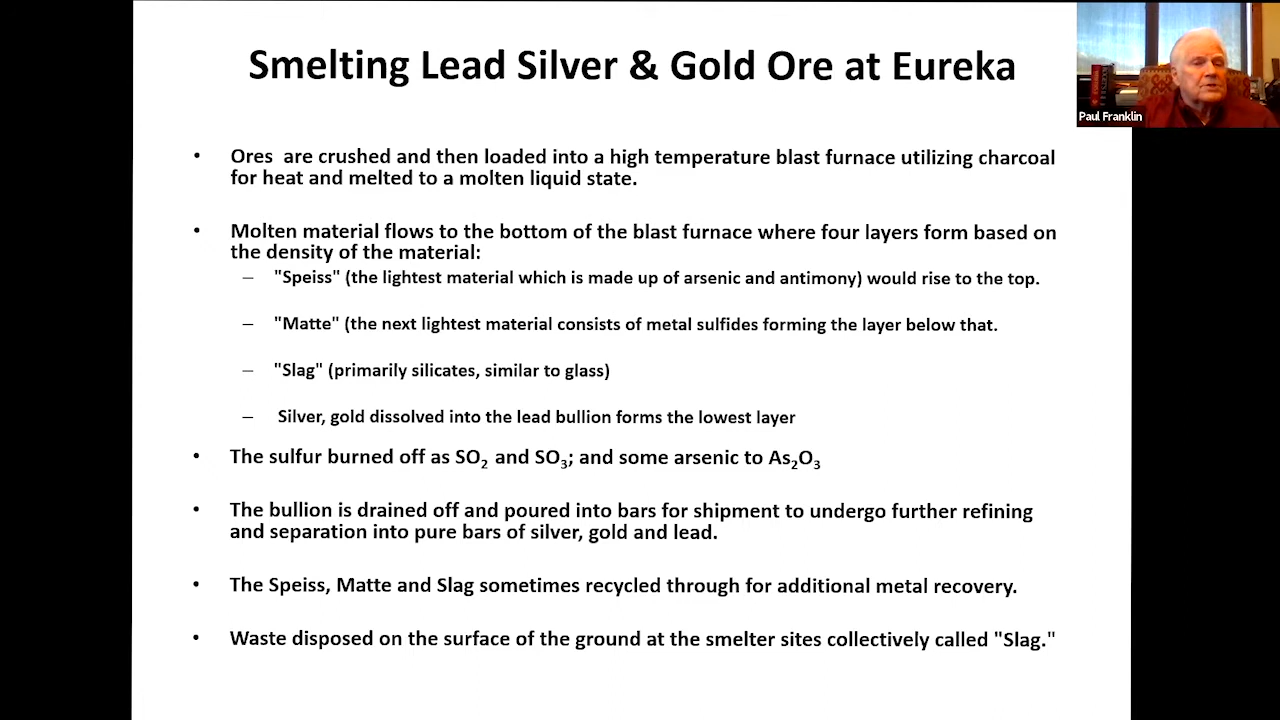 Smelting Lead Silver & Gold Ore at Eureka
Paul Franklin
• Ores are crushed and then loaded into a high temperature blast furnace utilizing charcoal
for heat and melted to a molten liquid state.
• Molten material flows to the bottom of the blast furnace where four layers form based on
the density of the material:
– "Speiss" (the lightest material which is made up of arsenic and antimony) would rise to the top.
– "Matte" (the next lightest material consists of metal sulfides forming the layer below that.
– "Slag" (primarily silicates, similar to glass)
– Silver, gold dissolved into the lead bullion forms the lowest layer
• The sulfur burned off as SO₂ and SO₃; and some arsenic to As₂O₃
• The bullion is drained off and poured into bars for shipment to undergo further refining
and separation into pure bars of silver, gold and lead.
• The Speiss, Matte and Slag sometimes recycled through for additional metal recovery.
• Waste disposed on the surface of the ground at the smelter sites collectively called "Slag."